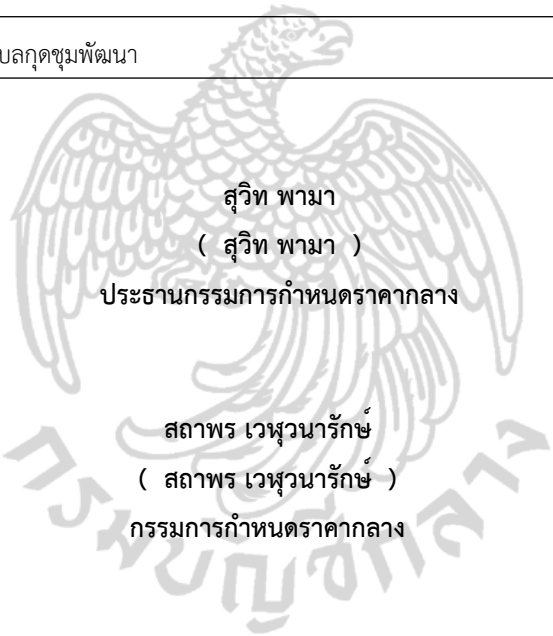 บลกุดชุมพัฒนา
สุวิท พามา
( สุวิท พามา )
ประธานกรรมการกำหนดราคากลาง
สถาพร เวฬุวนารักษ์
( สถาพร เวฬุวนารักษ์ )
กรรมการกำหนดราคากลาง
กรมบัญชีกลาง